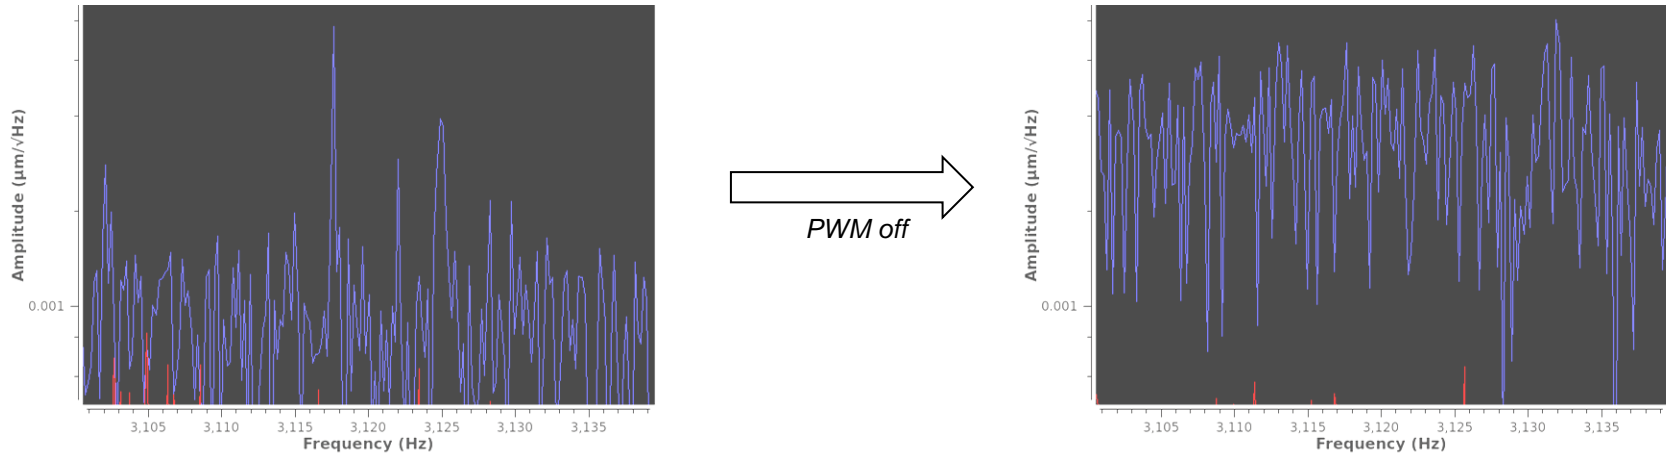 Amplitude (μm/√Hz)
0.001
3,105 3,110 3,115 3,120 3,125 3,130 3,135
Frequency (Hz)
PWM off
Amplitude (μm/√Hz)
0.001
3,105 3,110 3,115 3,120 3,125 3,130 3,135
Frequency (Hz)